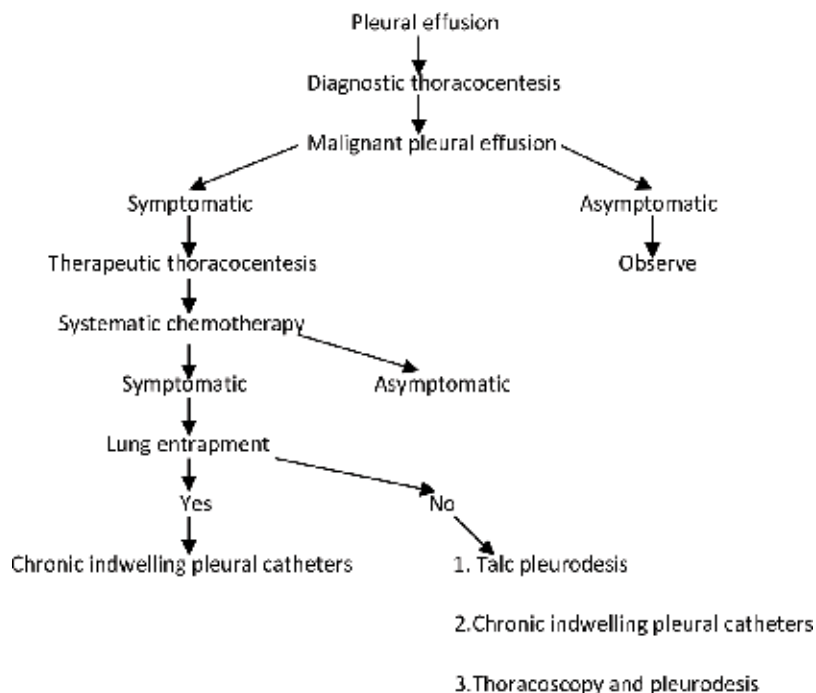 Pleural effusion
Diagnostic thoracocentesis
Malignant pleural effusion
Symptomatic
Asymptomatic
Therapeutic thoracocentesis
Observe
Systematic chemotherapy
Symptomatic
Asymptomatic
Lung entrapment
Yes
No
Chronic indwelling pleural catheters
1. Talc pleurodesis
2.Chronic indwelling pleural catheters
3.Thoracoscopy and pleurodesis